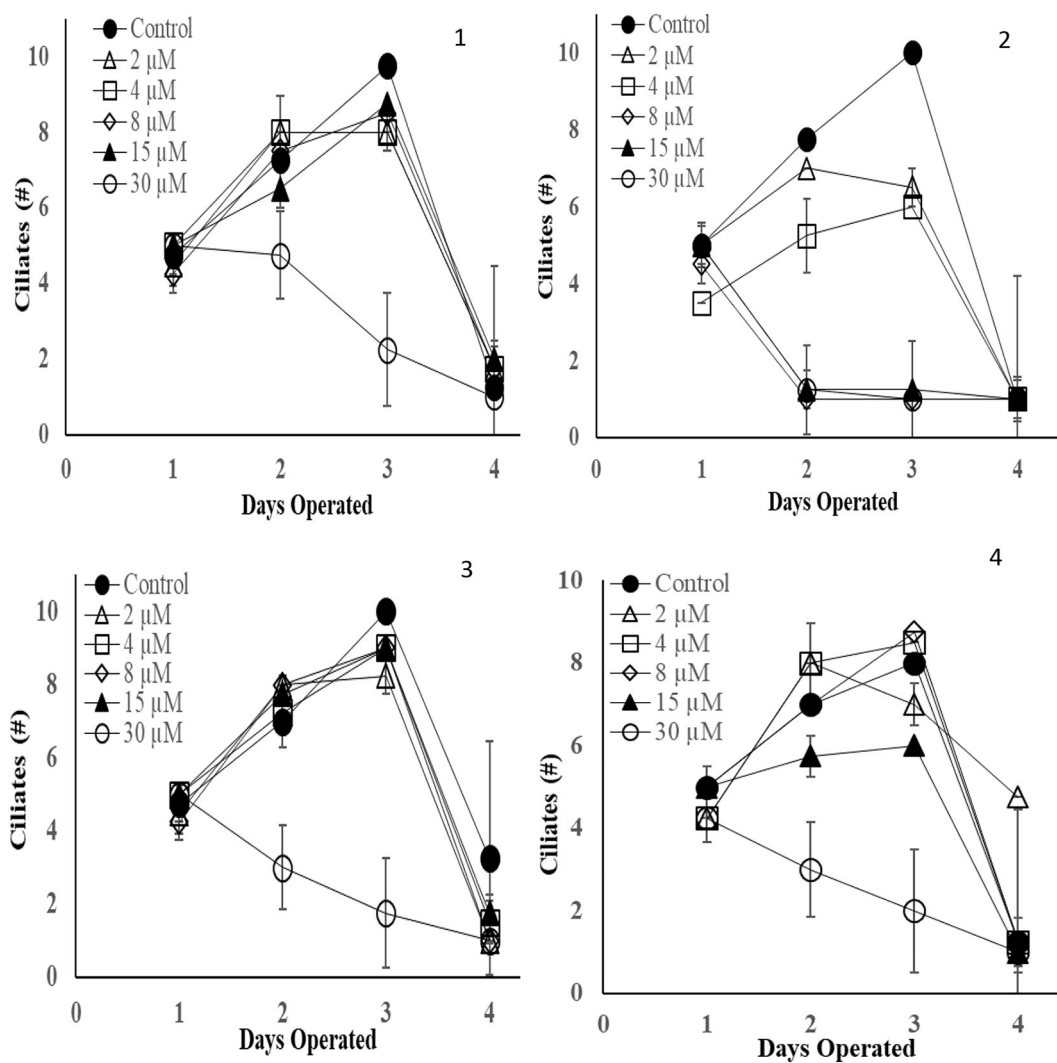 1
Control
2 µM
4 µM
8 µM
15 µM
30 µM
10
8
6
4
2
0
Ciliates (#)
0 1 2 3 4
Days Operated
2
Control
2 µM
4 µM
8 µM
15 µM
30 µM
10
8
6
4
2
0
Ciliates (#)
0 1 2 3 4
Days Operated
3
Control
2 µM
4 µM
8 µM
15 µM
30 µM
10
8
6
4
2
0
Ciliates (#)
0 1 2 3 4
Days Operated
4
Control
2 µM
4 µM
8 µM
15 µM
30 µM
10
8
6
4
2
0
Ciliates (#)
0 1 2 3 4
Days Operated